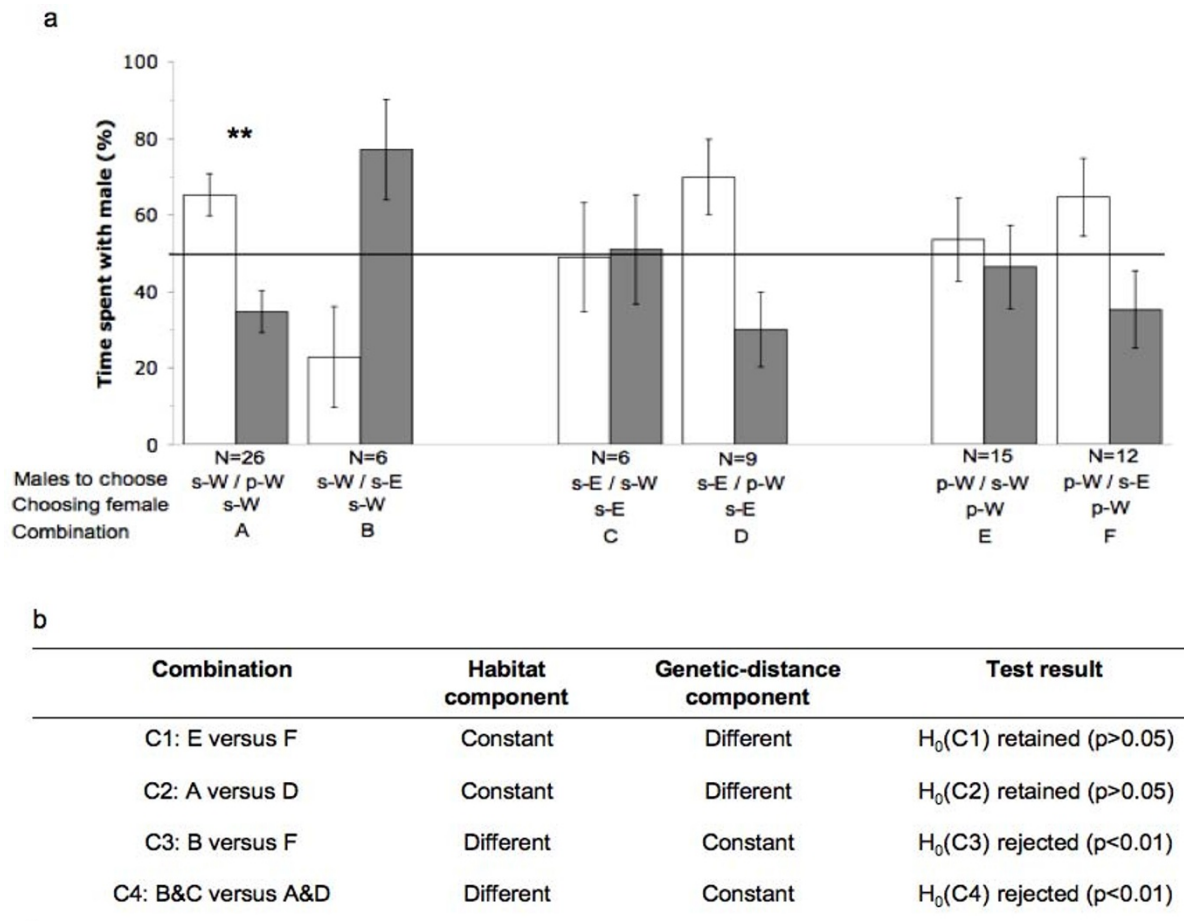 a
Time spent with male (%)
100
80
60
40
20
0
**
N=26 N=6 N=6 N=9 N=15 N=12
Males to choose s-W / p-W s-W / s-E s-E / s-W s-E / p-W p-W / s-W p-W / s-E
Choosing female s-W s-W s-E s-E p-W p-W
Combination A B C D E F
b
Combination Habitat component Genetic-distance component Test result
C1: E versus F Constant Different H₀(C1) retained (p>0.05)
C2: A versus D Constant Different H₀(C2) retained (p>0.05)
C3: B versus F Different Constant H₀(C3) rejected (p<0.01)
C4: B&C versus A&D Different Constant H₀(C4) rejected (p<0.01)